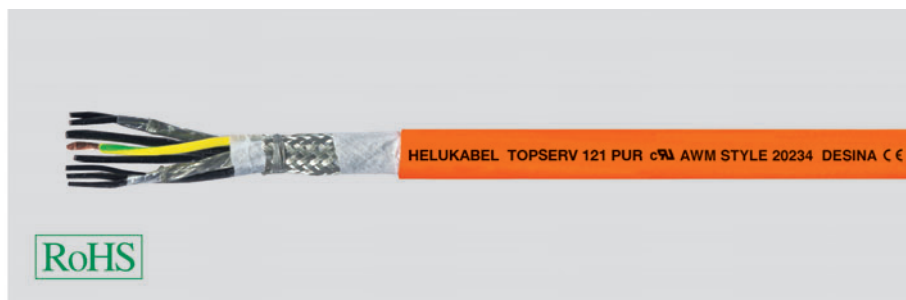 HELUKABEL TOPSERV 121 PUR cRU AWM STYLE 20234 DESINA CE
RoHS